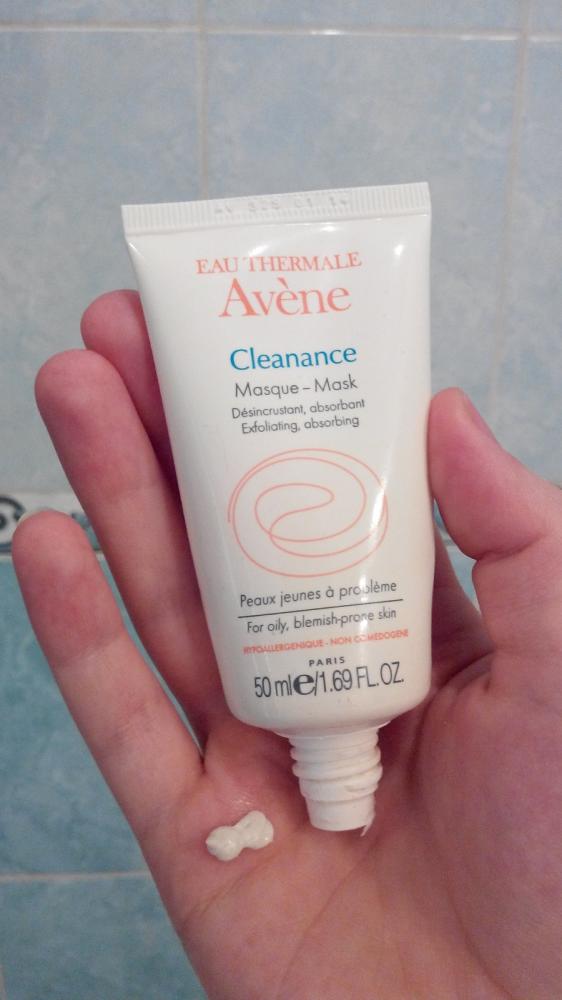 EAU THERMALE
Avène
Cleanance
Masque – Mask
Désincrustant, absorbant
Exfoliating, absorbing
Peaux jeunes à problème
For oily, blemish-prone skin
HYPOALLERGENIQUE - NON COMEDOGENE
PARIS
50 ml e/1.69 FL.OZ.